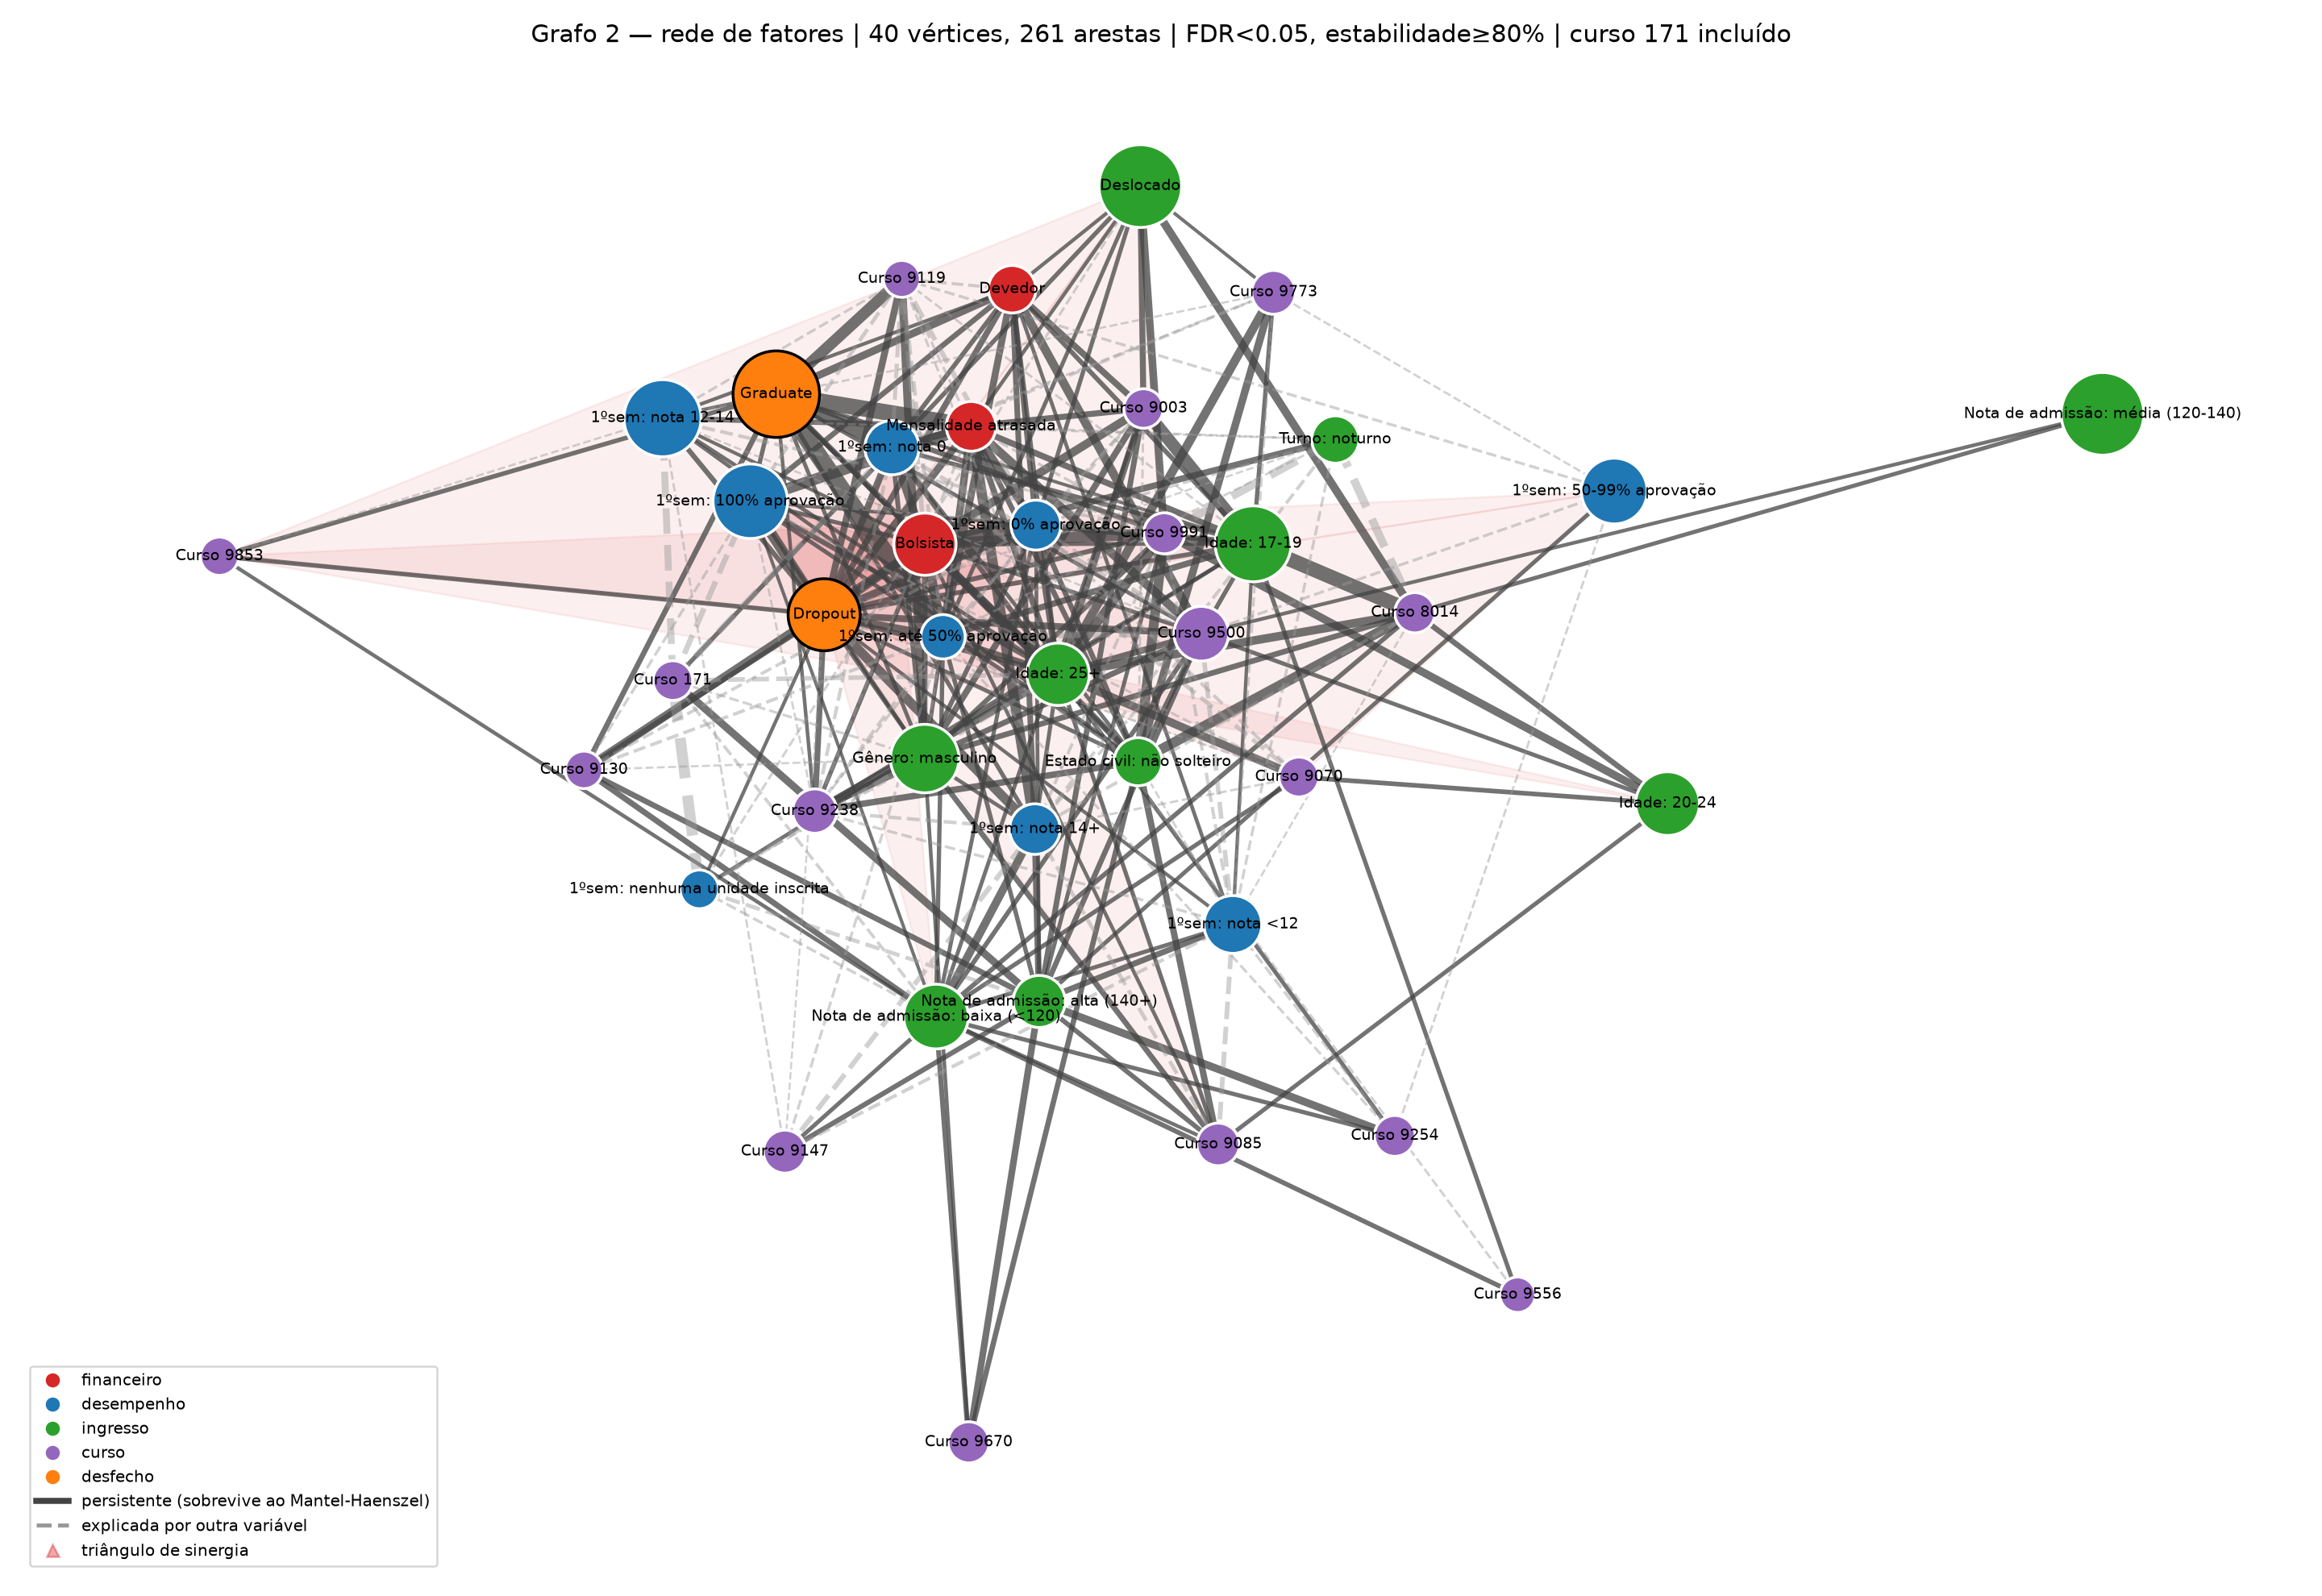 Grafo 2 — rede de fatores | 40 vértices, 261 arestas | FDR<0.05, estabilidade≥80% | curso 171 incluído
Deslocado
Curso 9119
Devedor
Curso 9773
Graduate
Curso 9003
1ºsem: nota 12-14
Nota de admissão: média (120-140)
Mensalidade atrasada
Turno: noturno
1ºsem: nota 0
1ºsem: 50-99% aprovação
1ºsem: 100% aprovação
1ºsem: 0% aprovação
Curso 9991
Bolsista
Idade: 17-19
Curso 9853
Dropout
Curso 8014
Curso 9500
1ºsem: até 50% aprovação
Idade: 25+
Curso 171
Gênero: masculino
Estado civil: não solteiro
Curso 9130
Curso 9070
Idade: 20-24
Curso 9238
1ºsem: nota 14+
1ºsem: nenhuma unidade inscrita
1ºsem: nota <12
Nota de admissão: alta (140+)
Nota de admissão: baixa (<120)
Curso 9147
Curso 9085
Curso 9254
Curso 9556
Curso 9670
financeiro
desempenho
ingresso
curso
desfecho
persistente (sobrevive ao Mantel-Haenszel)
explicada por outra variável
triângulo de sinergia